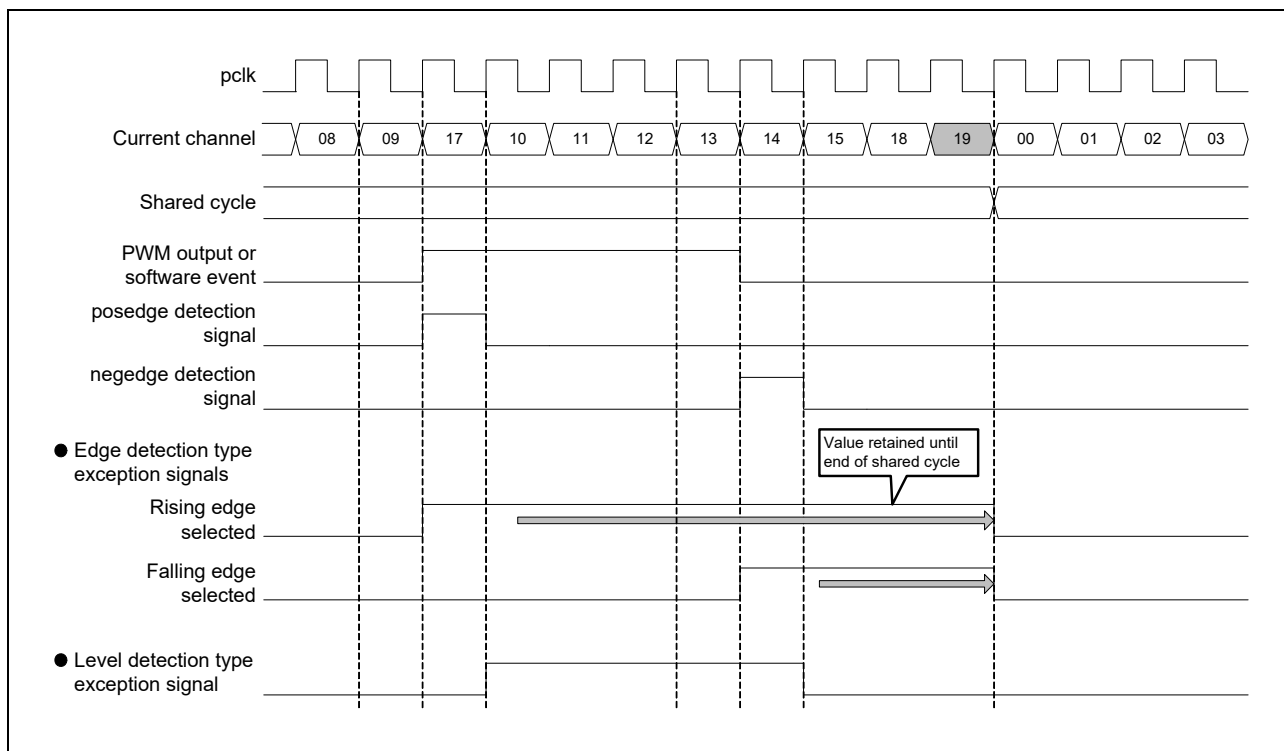 pclk
Current channel
08 09 17 10 11 12 13 14 15 18 19 00 01 02 03
Shared cycle
PWM output or
software event
posedge detection
signal
negedge detection
signal
● Edge detection type
exception signals
Value retained until
end of shared cycle
Rising edge
selected
Falling edge
selected
● Level detection type
exception signal